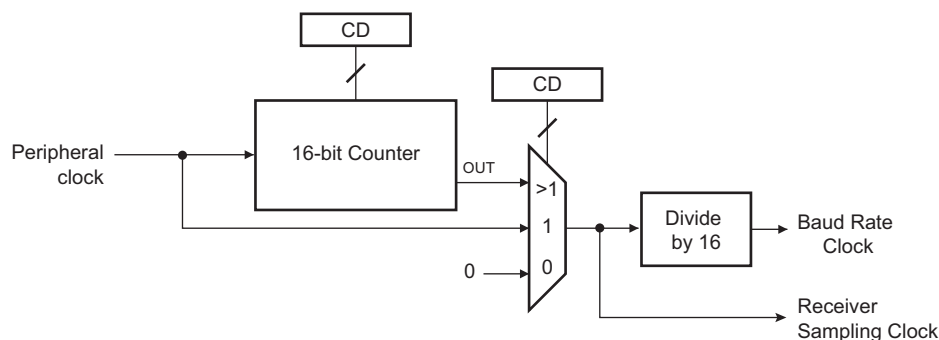 CD
CD
Peripheral
clock
16-bit Counter
OUT
>1
1
0
0
Divide
by 16
Baud Rate
Clock
Receiver
Sampling Clock